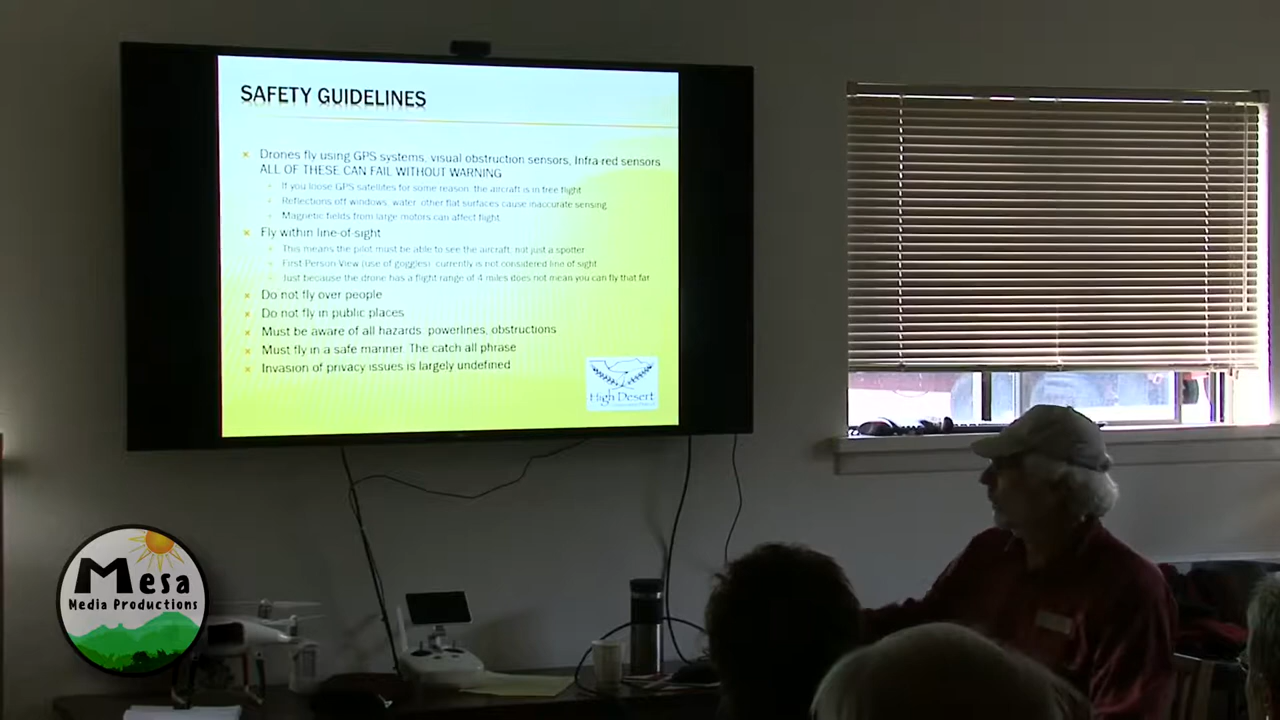 SAFETY GUIDELINES
Drones fly using GPS systems, visual obstruction sensors, Infra-red sensors
ALL OF THESE CAN FAIL WITHOUT WARNING
If you loose GPS satellites for some reason, the aircraft is in free flight
Reflections off windows, water, other flat surfaces cause inaccurate sensing
Magnetic fields from large motors can affect flight
Fly within line-of-sight
This means the pilot must be able to see the aircraft, not just a spotter
First Person View (use of goggles), currently is not considered line of sight
Just because the drone has a flight range of 4 miles does not mean you can fly that far
Do not fly over people
Do not fly in public places
Must be aware of all hazards, powerlines, obstructions
Must fly in a safe manner. The catch all phrase
Invasion of privacy issues is largely undefined
High Desert
Mesa
Media Productions